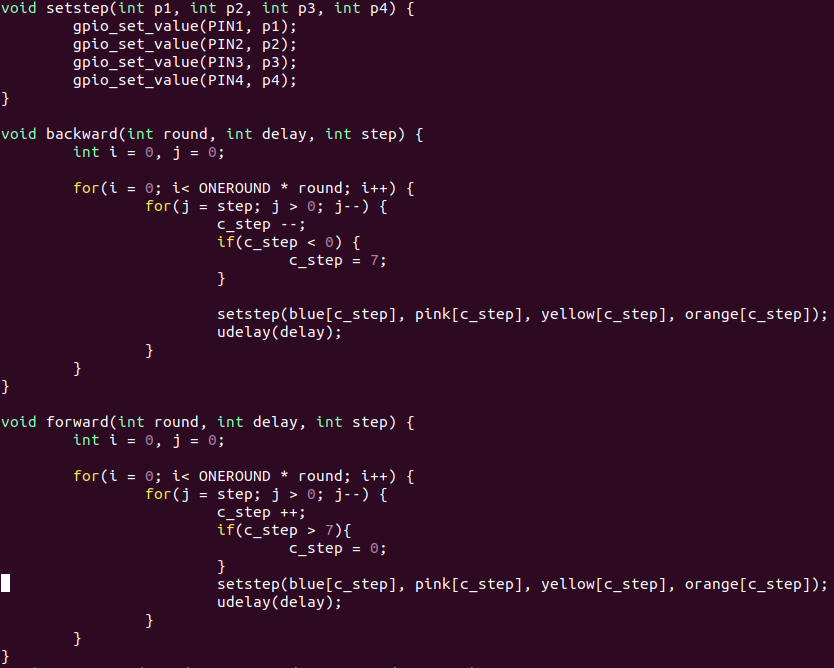 void setstep(int p1, int p2, int p3, int p4) {
        gpio_set_value(PIN1, p1);
        gpio_set_value(PIN2, p2);
        gpio_set_value(PIN3, p3);
        gpio_set_value(PIN4, p4);
}

void backward(int round, int delay, int step) {
        int i = 0, j = 0;

        for(i = 0; i< ONEROUND * round; i++) {
                for(j = step; j > 0; j--) {
                        c_step --;
                        if(c_step < 0) {
                                c_step = 7;
                        }

                        setstep(blue[c_step], pink[c_step], yellow[c_step], orange[c_step]);
                        udelay(delay);
                }
        }
}

void forward(int round, int delay, int step) {
        int i = 0, j = 0;

        for(i = 0; i< ONEROUND * round; i++) {
                for(j = step; j > 0; j--) {
                        c_step ++;
                        if(c_step > 7){
                                c_step = 0;
                        }
                        setstep(blue[c_step], pink[c_step], yellow[c_step], orange[c_step]);
                        udelay(delay);
                }
        }
}